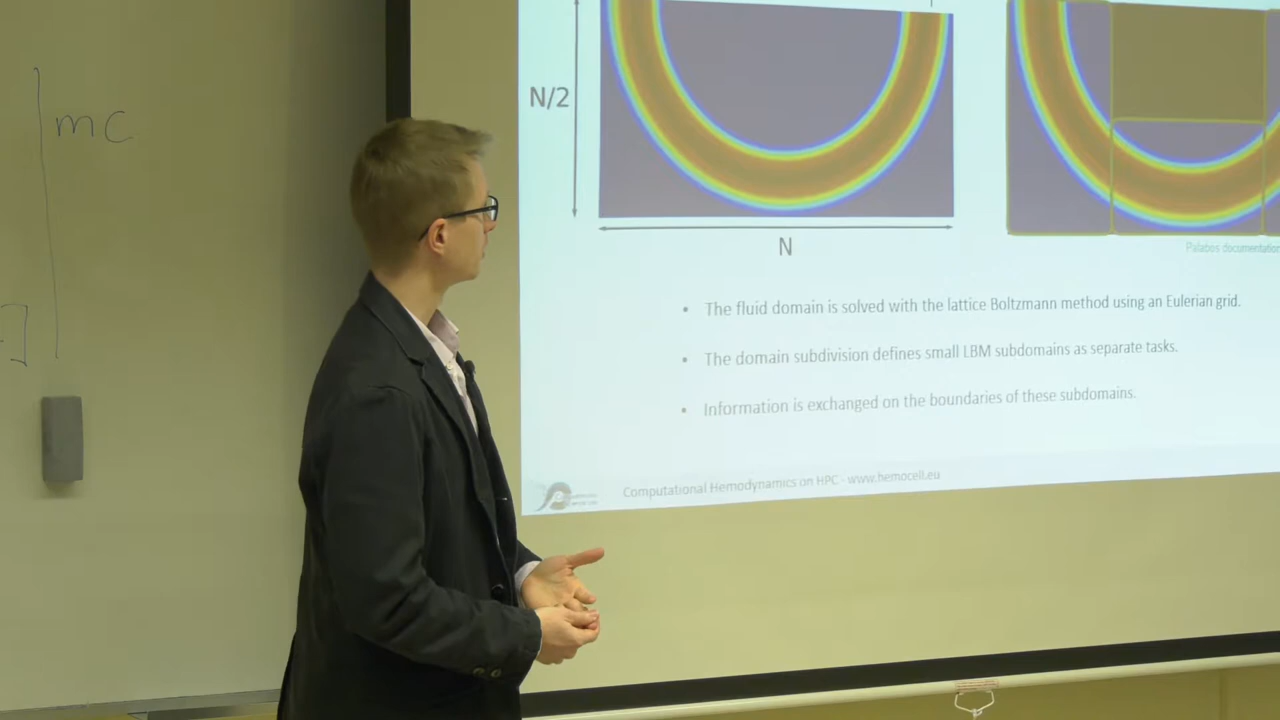 mc
N/2
N
Palabos documentation
• The fluid domain is solved with the lattice Boltzmann method using an Eulerian grid.
• The domain subdivision defines small LBM subdomains as separate tasks.
• Information is exchanged on the boundaries of these subdomains.
Computational Hemodynamics on HPC - www.hemocell.eu